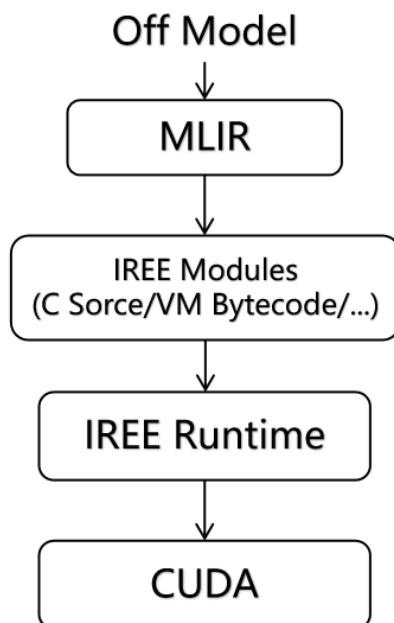 Off Model
MLIR
IREE Modules
(C Sorce/VM Bytecode/...)
IREE Runtime
CUDA